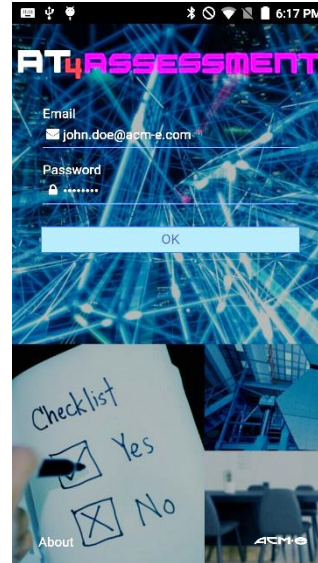 6:17 PM
AT4ASSESSMENT
Email
john.doe@acm-e.com
Password
••••••••
OK
Checklist
Yes
No
About
ACM-e